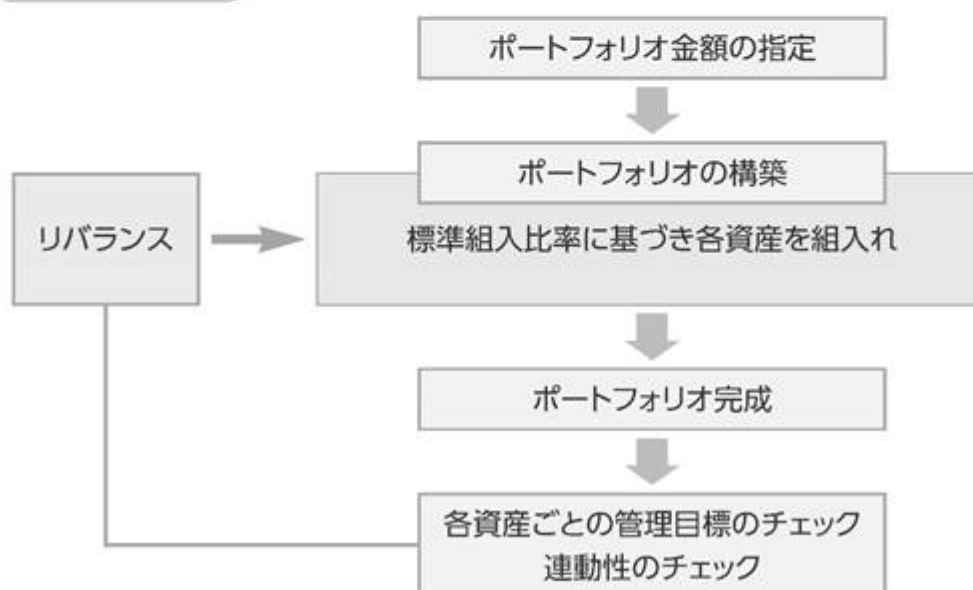 ポートフォリオ金額の指定
ポートフォリオの構築
リバランス
標準組入比率に基づき各資産を組入れ
ポートフォリオ完成
各資産ごとの管理目標のチェック
連動性のチェック